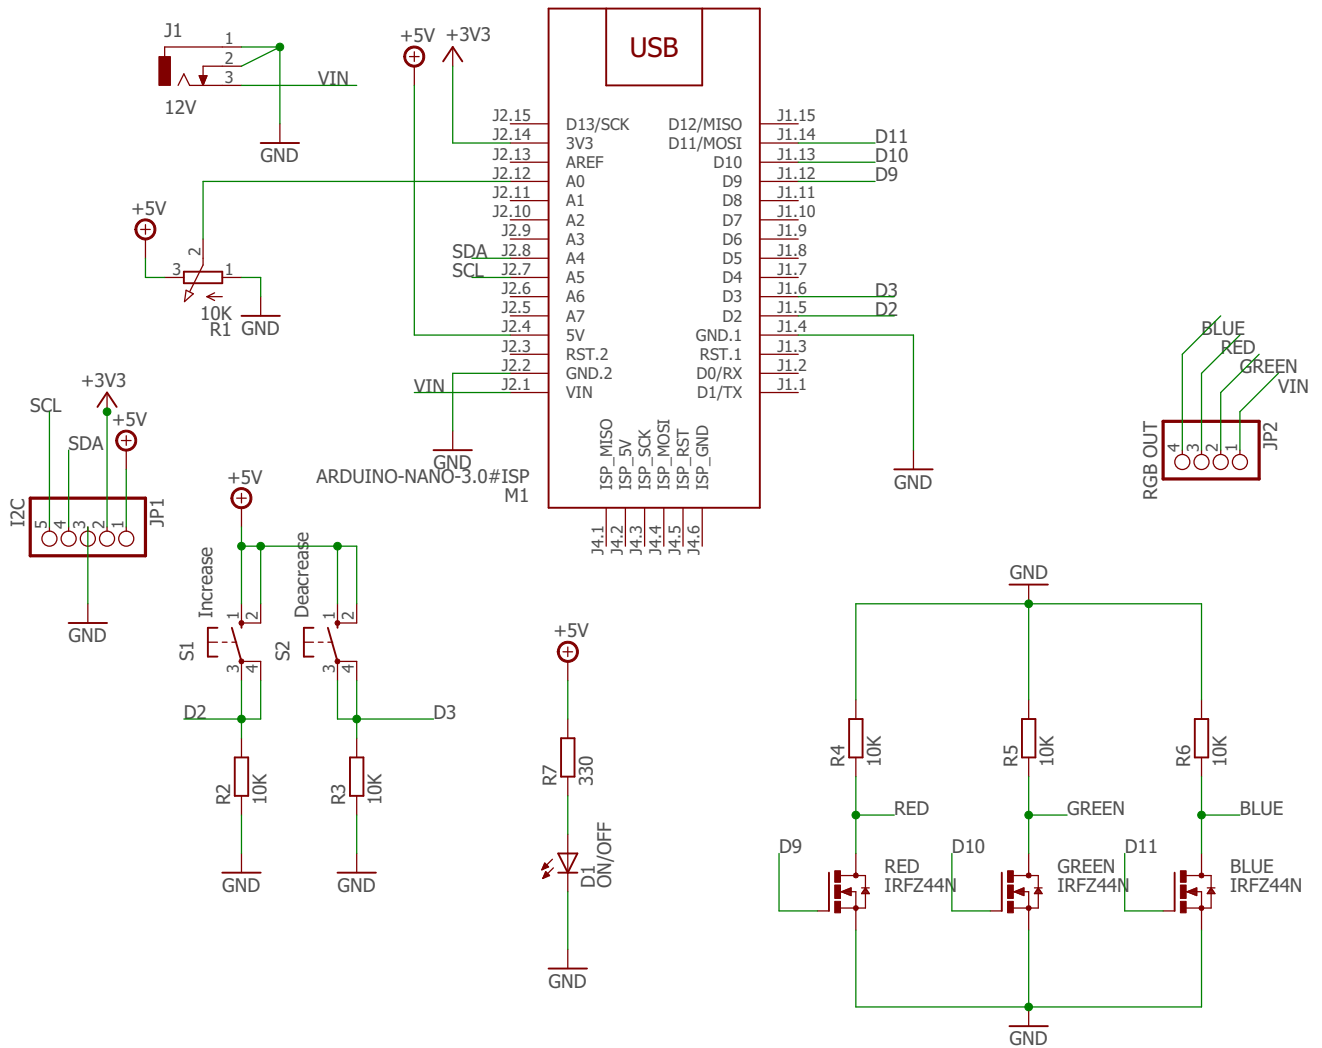 J1
1
2
3
VIN
12V
GND
+5V
+3V3
USB
J2.15
J2.14
J2.13
J2.12
J2.11
J2.10
J2.9
J2.8
J2.7
J2.6
J2.5
J2.4
J2.3
J2.2
J2.1
D13/SCK
3V3
AREF
A0
A1
A2
A3
A4
A5
A6
A7
5V
RST.2
GND.2
VIN
D12/MISO
D11/MOSI
D10
D9
D8
D7
D6
D5
D4
D3
D2
GND.1
RST.1
D0/RX
D1/TX
J1.15
J1.14
J1.13
J1.12
J1.11
J1.10
J1.9
J1.8
J1.7
J1.6
J1.5
J1.4
J1.3
J1.2
J1.1
D11
D10
D9
D3
D2
GND
SDA
SCL
VIN
GND
ARDUINO-NANO-3.0#ISP
M1
ISP_MISO
ISP_5V
ISP_SCK
ISP_MOSI
ISP_RST
ISP_GND
J4.1
J4.2
J4.3
J4.4
J4.5
J4.6
+5V
2
3
1
10K
R1
GND
BLUE
RED
GREEN
VIN
RGB OUT
4
3
2
1
JP2
+3V3
SCL
+5V
SDA
I2C
5
4
3
2
1
JP1
GND
+5V
Increase
1
2
S1
3
4
D2
R2
10K
GND
Deacrease
1
2
S2
3
4
D3
R3
10K
GND
+5V
R7
330
D1
ON/OFF
GND
GND
R4
10K
R5
10K
R6
10K
RED
GREEN
BLUE
D9
RED
IRFZ44N
D10
GREEN
IRFZ44N
D11
BLUE
IRFZ44N
GND